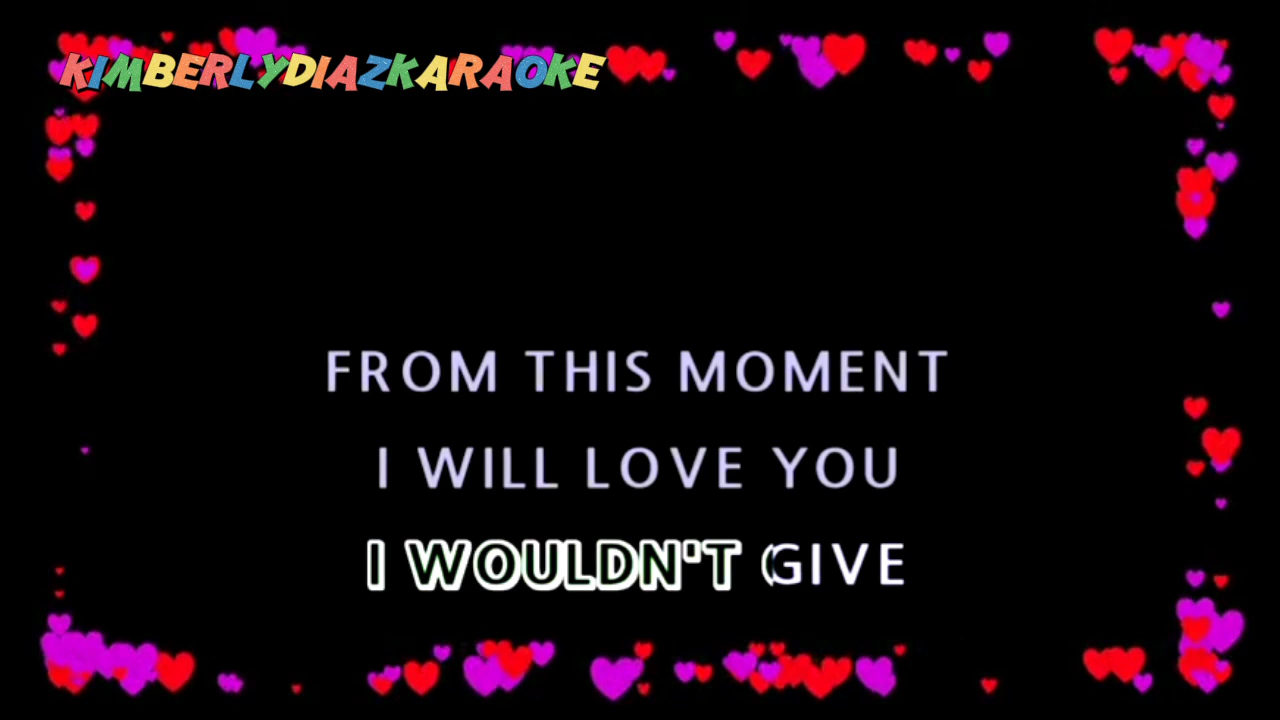 KIMBERLYDIAZKARAOKE
FROM THIS MOMENT
I WILL LOVE YOU
I WOULDN'T GIVE